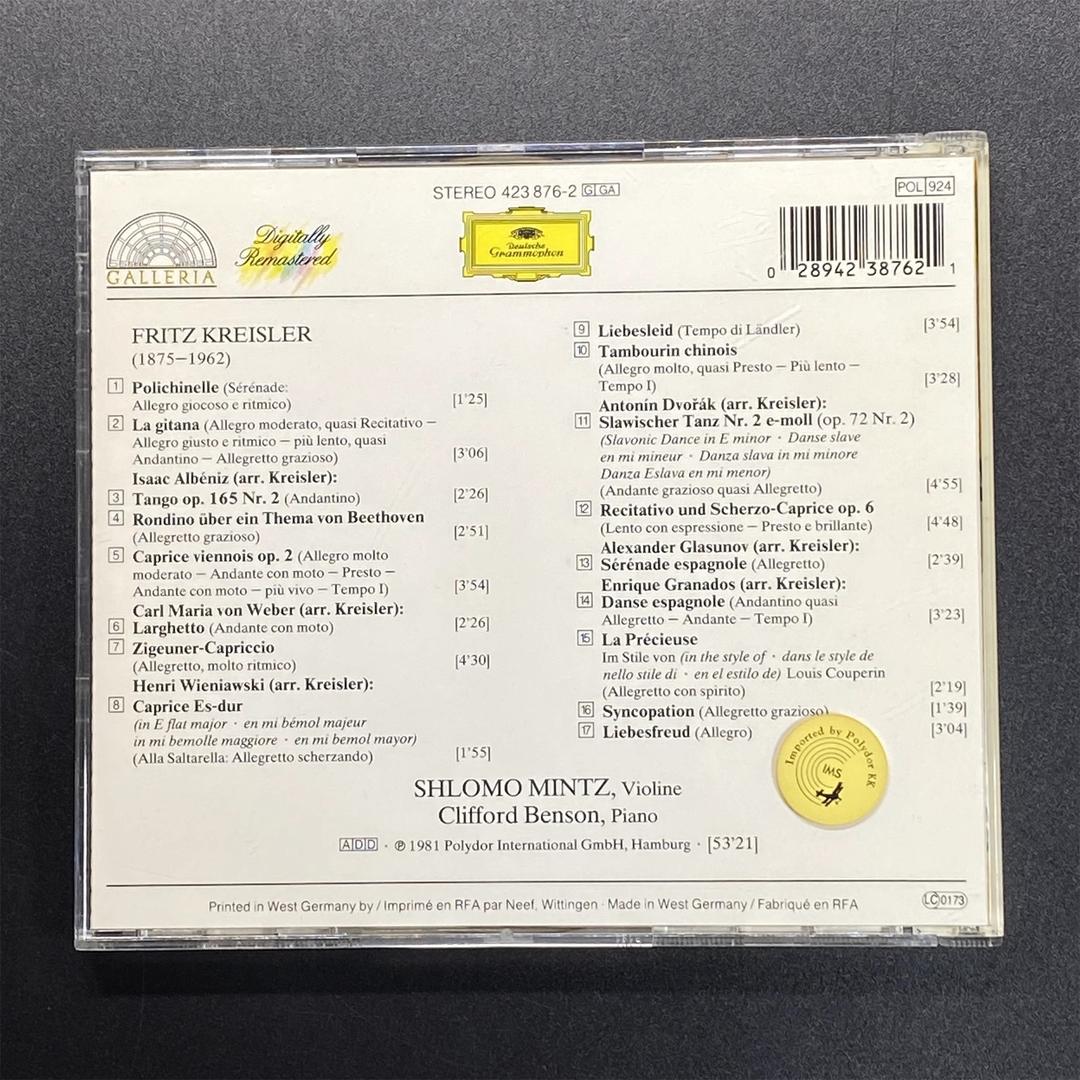 STEREO 423 876-2 G GA
POL 924
GALLERIA
Digitally
Remastered
Deutsche
Grammophon
0 28942 38762 1
FRITZ KREISLER
(1875–1962)
1 Polichinelle (Sérénade:
Allegro giocoso e ritmico) [1'25]
2 La gitana (Allegro moderato, quasi Recitativo –
Allegro giusto e ritmico – più lento, quasi
Andantino – Allegretto grazioso) [3'06]
Isaac Albéniz (arr. Kreisler):
3 Tango op. 165 Nr. 2 (Andantino) [2'26]
4 Rondino über ein Thema von Beethoven
(Allegretto grazioso) [2'51]
5 Caprice viennois op. 2 (Allegro molto
moderato – Andante con moto – Presto –
Andante con moto – più vivo – Tempo I) [3'54]
Carl Maria von Weber (arr. Kreisler):
6 Larghetto (Andante con moto) [2'26]
7 Zigeuner-Capriccio
(Allegretto, molto ritmico) [4'30]
Henri Wieniawski (arr. Kreisler):
8 Caprice Es-dur
(in E flat major · en mi bémol majeur
in mi bemolle maggiore · en mi bemol mayor)
(Alla Saltarella: Allegretto scherzando) [1'55]
9 Liebesleid (Tempo di Ländler) [3'54]
10 Tambourin chinois
(Allegro molto, quasi Presto – Più lento –
Tempo I) [3'28]
Antonín Dvořák (arr. Kreisler):
11 Slawischer Tanz Nr. 2 e-moll (op. 72 Nr. 2)
(Slavonic Dance in E minor · Danse slave
en mi mineur · Danza slava in mi minore
Danza Eslava en mi menor)
(Andante grazioso quasi Allegretto) [4'55]
12 Recitativo und Scherzo-Caprice op. 6
(Lento con espressione – Presto e brillante) [4'48]
Alexander Glasunov (arr. Kreisler):
13 Sérénade espagnole (Allegretto) [2'39]
Enrique Granados (arr. Kreisler):
14 Danse espagnole (Andantino quasi
Allegretto – Andante – Tempo I) [3'23]
15 La Précieuse
Im Stile von (in the style of · dans le style de
nello stile di · en el estilo de) Louis Couperin
(Allegretto con spirito) [2'19]
16 Syncopation (Allegretto grazioso) [1'39]
17 Liebesfreud (Allegro) [3'04]
Imported by Polydor KK
IMS
SHLOMO MINTZ, Violine
Clifford Benson, Piano
ADD · ℗ 1981 Polydor International GmbH, Hamburg · [53'21]
Printed in West Germany by / Imprimé en RFA par Neef, Wittingen · Made in West Germany / Fabriqué en RFA
LC 0173